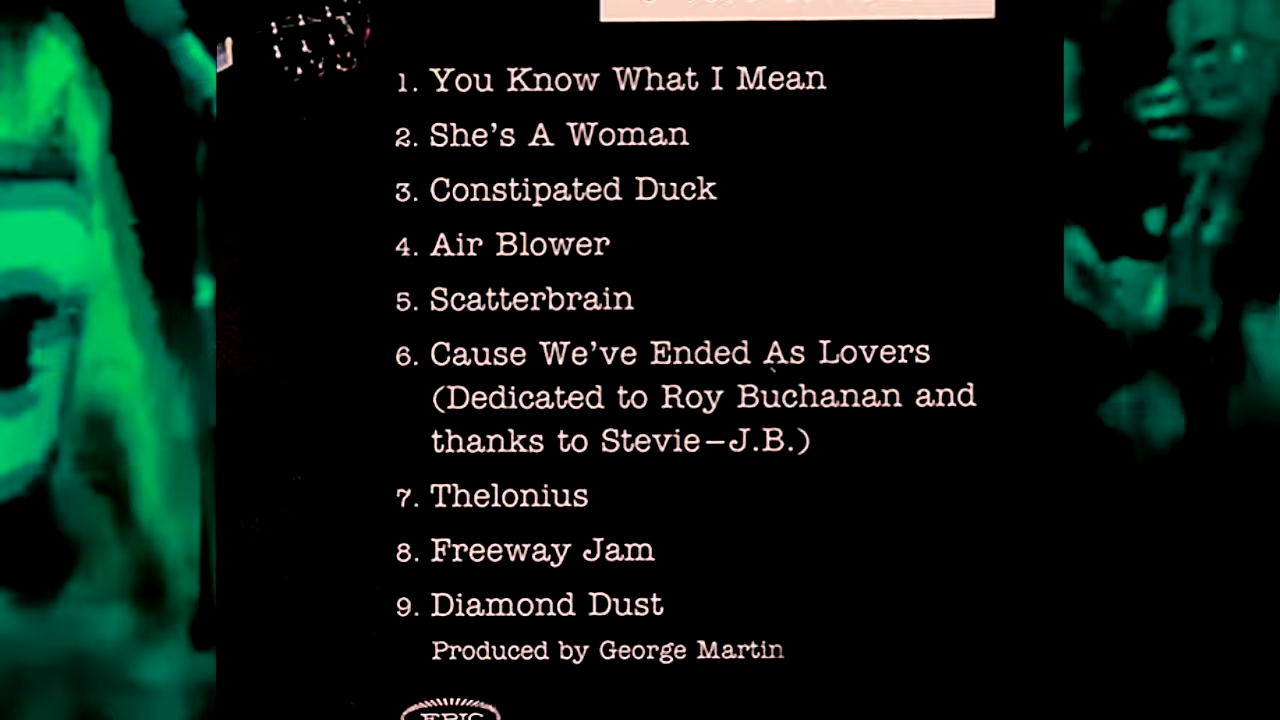 1. You Know What I Mean
2. She's A Woman
3. Constipated Duck
4. Air Blower
5. Scatterbrain
6. Cause We've Ended As Lovers
(Dedicated to Roy Buchanan and
thanks to Stevie—J.B.)
7. Thelonius
8. Freeway Jam
9. Diamond Dust
Produced by George Martin
EPIC